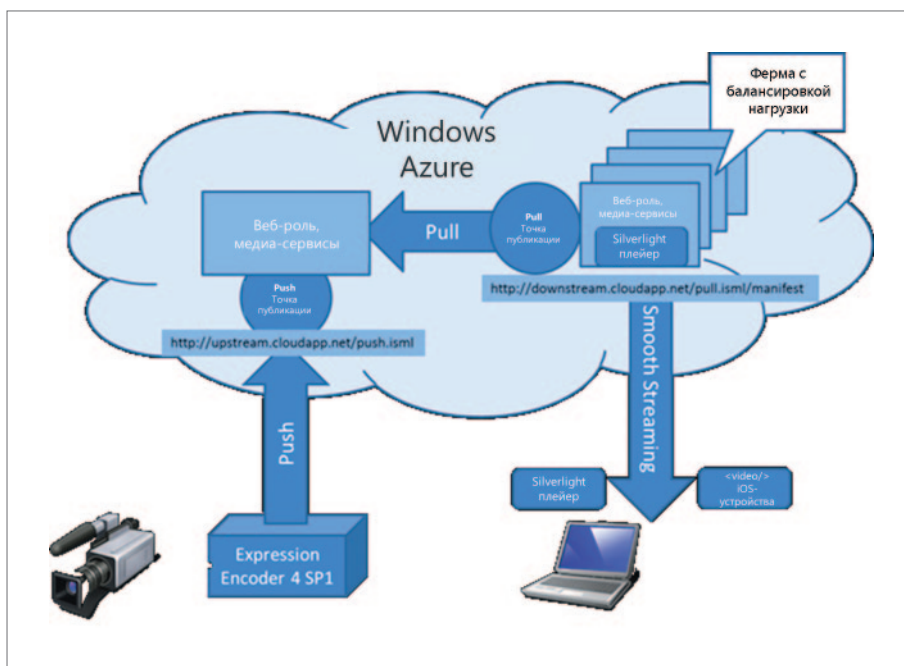 Ферма с
балансировкой
нагрузки
Windows
Azure
Веб-роль,
медиа-сервисы
Pull
Pull
Точка
публикации
Веб-роль,
медиа-сервисы
Silverlight
плейер
http://downstream.cloudapp.net/pull.isml/manifest
Push
Точка
публикации
http://upstream.cloudapp.net/push.isml
Push
Smooth Streaming
Silverlight
плейер
<video/>
iOS-
устройства
Expression
Encoder 4 SP1